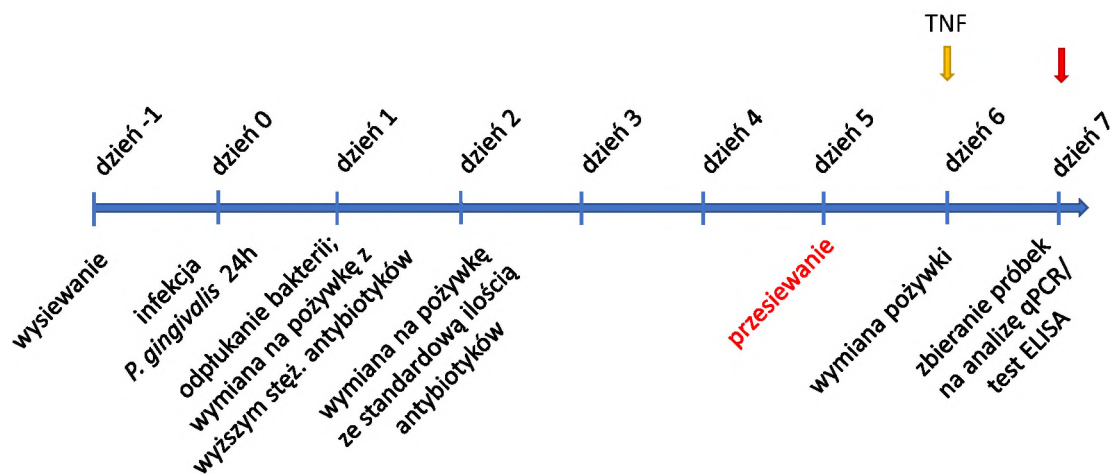 TNF
dzień -1
dzień 0
dzień 1
dzień 2
dzień 3
dzień 4
dzień 5
dzień 6
dzień 7
wysiewanie
infekcja
P. gingivalis 24h
odpłukanie bakterii;
wymiana na pożywkę z
wyższym stęż. antybiotyków
wymiana na pożywkę
ze standardową ilością
antybiotyków
przesiewanie
wymiana pożywki
zbieranie próbek
na analizę qPCR/
test ELISA